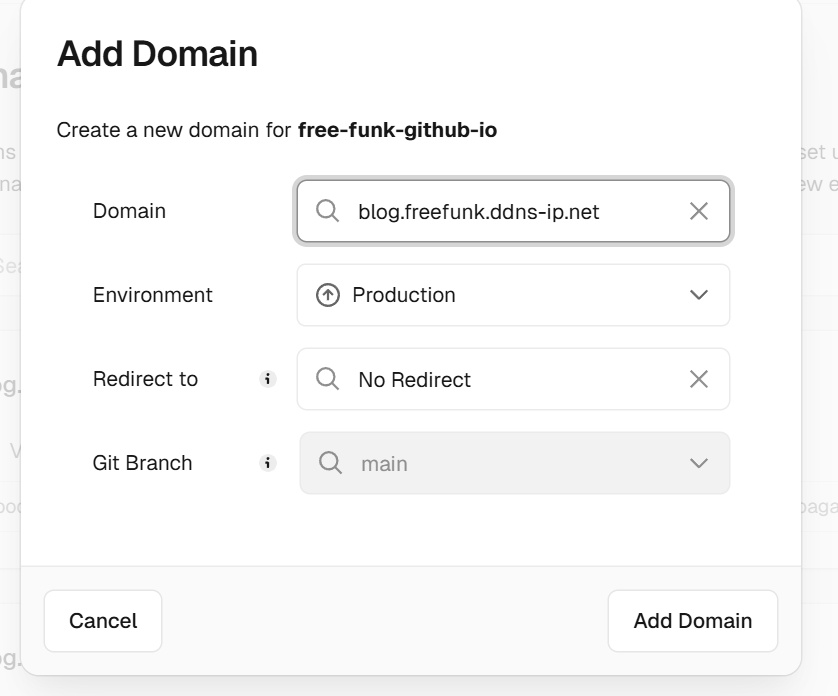 Add Domain
Create a new domain for free-funk-github-io
Domain
blog.freefunk.ddns-ip.net
Environment
Production
Redirect to
No Redirect
Git Branch
main
Cancel
Add Domain